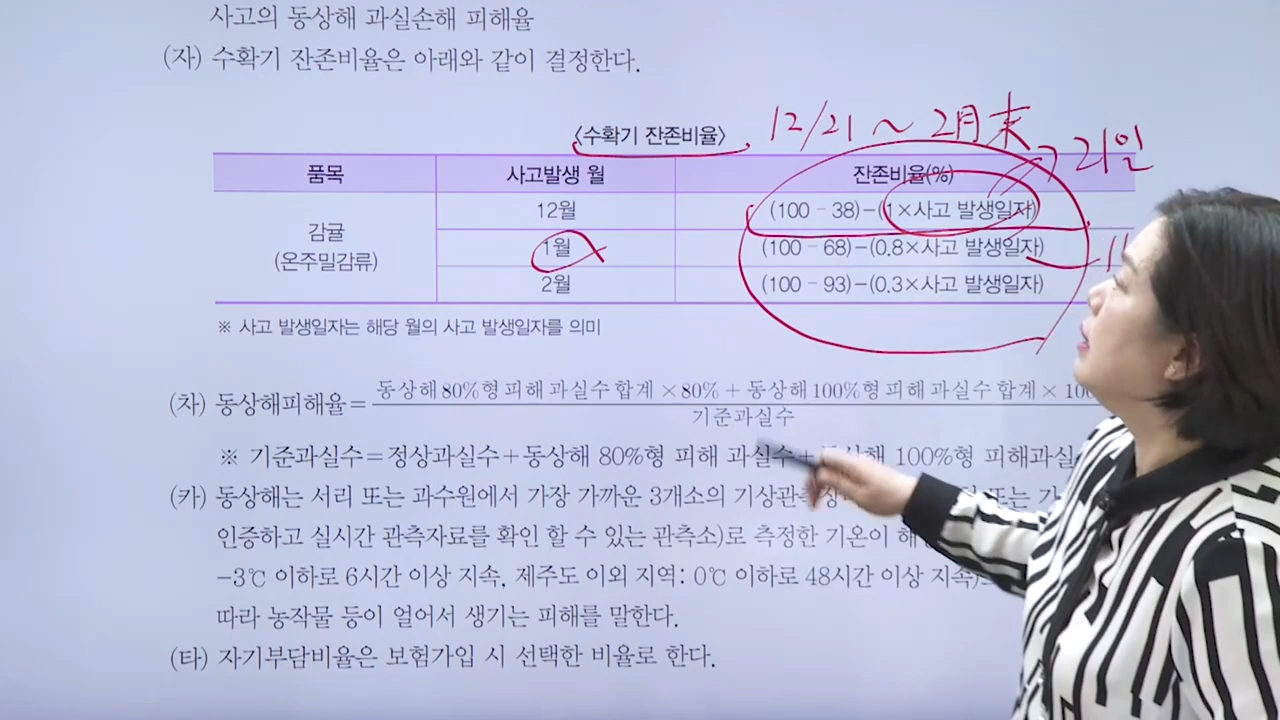 사고의 동상해 과실손해 피해율
(자) 수확기 잔존비율은 아래와 같이 결정한다.
12/21 ~ 2月末
〈수확기 잔존비율〉
21일
품목 사고발생 월 잔존비율(%)
감귤
(온주밀감류)
12월 (100 - 38)-(1×사고 발생일자)
1월 (100 - 68)-(0.8×사고 발생일자)
2월 (100 - 93)-(0.3×사고 발생일자)
※ 사고 발생일자는 해당 월의 사고 발생일자를 의미
(차) 동상해피해율=
동상해 80%형 피해 과실수 합계 ×80% + 동상해 100%형 피해 과실수 합계 ×
기준과실수
※ 기준과실수=정상과실수+동상해 80%형 피해 과실수+ 100%형 피해과실
(카) 동상해는 서리 또는 과수원에서 가장 가까운 3개소의 또는
인증하고 실시간 관측자료를 확인 할 수 있는 관측소)로 측정한 기온이
-3℃ 이하로 6시간 이상 지속, 제주도 이외 지역: 0℃ 이하로 48시간 이상 지속)
따라 농작물 등이 얼어서 생기는 피해를 말한다.
(타) 자기부담비율은 보험가입 시 선택한 비율로 한다.